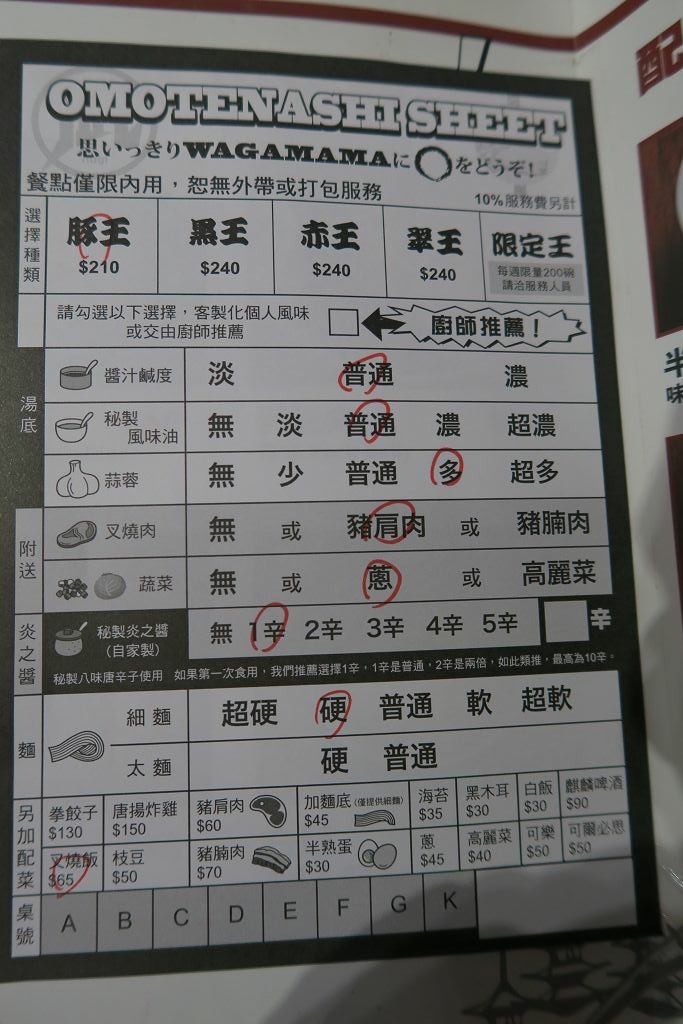 OMOTENASHI SHEET
思いっきりWAGAMAMAに◯をどうぞ！
餐點僅限內用，恕無外帶或打包服務
10%服務費另計
選擇種類 豚王 黑王 赤王 翠王 限定王
$210 $240 $240 $240 每週限量200碗 請洽服務人員
請勾選以下選擇，客製化個人風味
或交由廚師推薦
廚師推薦！
湯底
醬汁鹹度 淡 普通 濃
秘製風味油 無 淡 普通 濃 超濃
蒜蓉 無 少 普通 多 超多
附送
叉燒肉 無 或 豬肩肉 或 豬腩肉
蔬菜 無 或 蔥 或 高麗菜
炎之醬
秘製炎之醬 無 1辛 2辛 3辛 4辛 5辛 辛
(自家製)
秘製八味唐辛子使用 如果第一次食用，我們推薦選擇1辛，1辛是普通，2辛是兩倍，如此類推，最高為10辛。
麵
細麵 超硬 硬 普通 軟 超軟
太麵 硬 普通
另加配菜
拳餃子 唐揚炸雞 豬肩肉 加麵底(僅提供細麵) 海苔 黑木耳 白飯 麒麟啤酒
$130 $150 $60 $45 $35 $30 $30 $90
叉燒飯 枝豆 豬腩肉 半熟蛋 蔥 高麗菜 可樂 可爾必思
$65 $50 $70 $30 $45 $40 $50 $50
桌號 A B C D E F G K
半
味